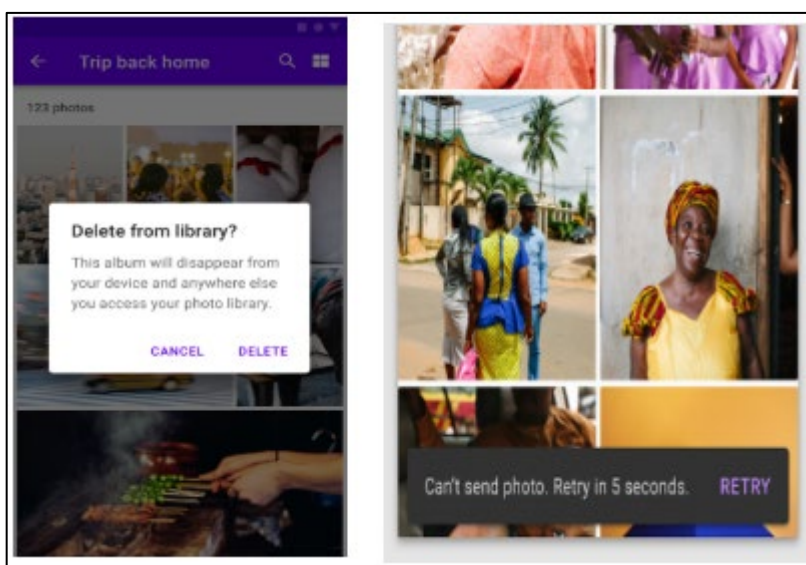 Trip back home
123 photos
Delete from library?
This album will disappear from
your device and anywhere else
you access your photo library.
CANCEL DELETE
Can't send photo. Retry in 5 seconds. RETRY